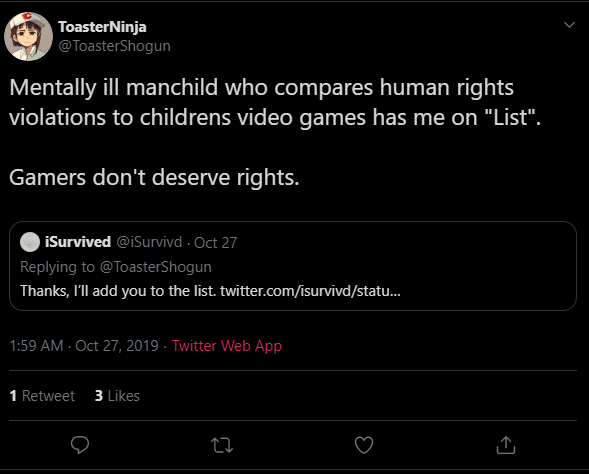 ToasterNinja
@ToasterShogun
Mentally ill manchild who compares human rights
violations to childrens video games has me on "List".
Gamers don't deserve rights.
iSurvived @iSurvivd · Oct 27
Replying to @ToasterShogun
Thanks, I’ll add you to the list. twitter.com/isurvivd/statu...
1:59 AM · Oct 27, 2019 · Twitter Web App
1 Retweet 3 Likes